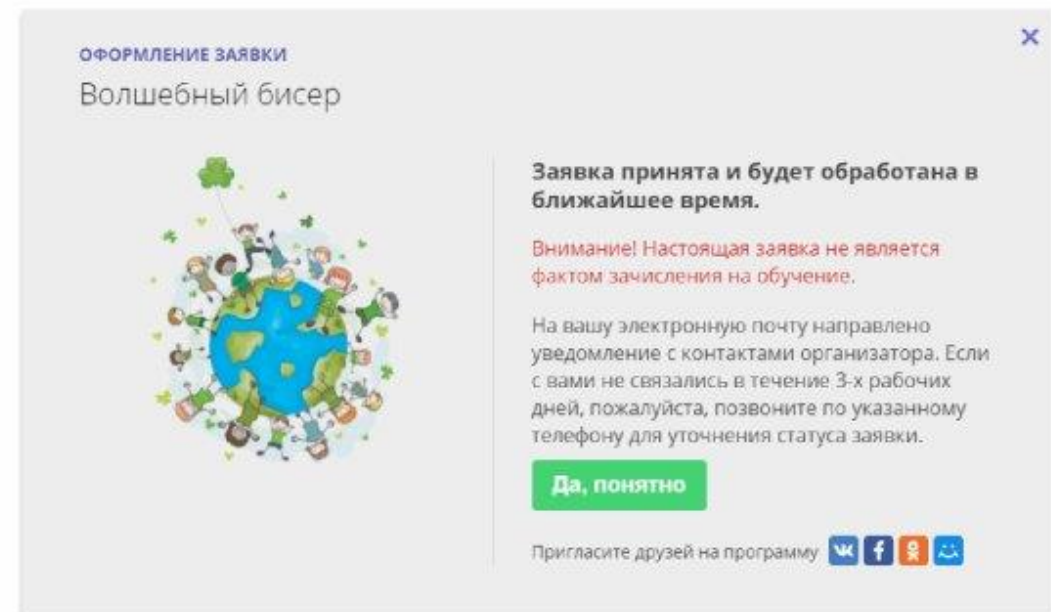 ОФОРМЛЕНИЕ ЗАЯВКИ
Волшебный бисер
Заявка принята и будет обработана в
ближайшее время.
Внимание! Настоящая заявка не является
фактом зачисления на обучение.
На вашу электронную почту направлено
уведомление с контактами организатора. Если
с вами не связались в течение 3-х рабочих
дней, пожалуйста, позвоните по указанному
телефону для уточнения статуса заявки.
Да, понятно
Пригласите друзей на программу